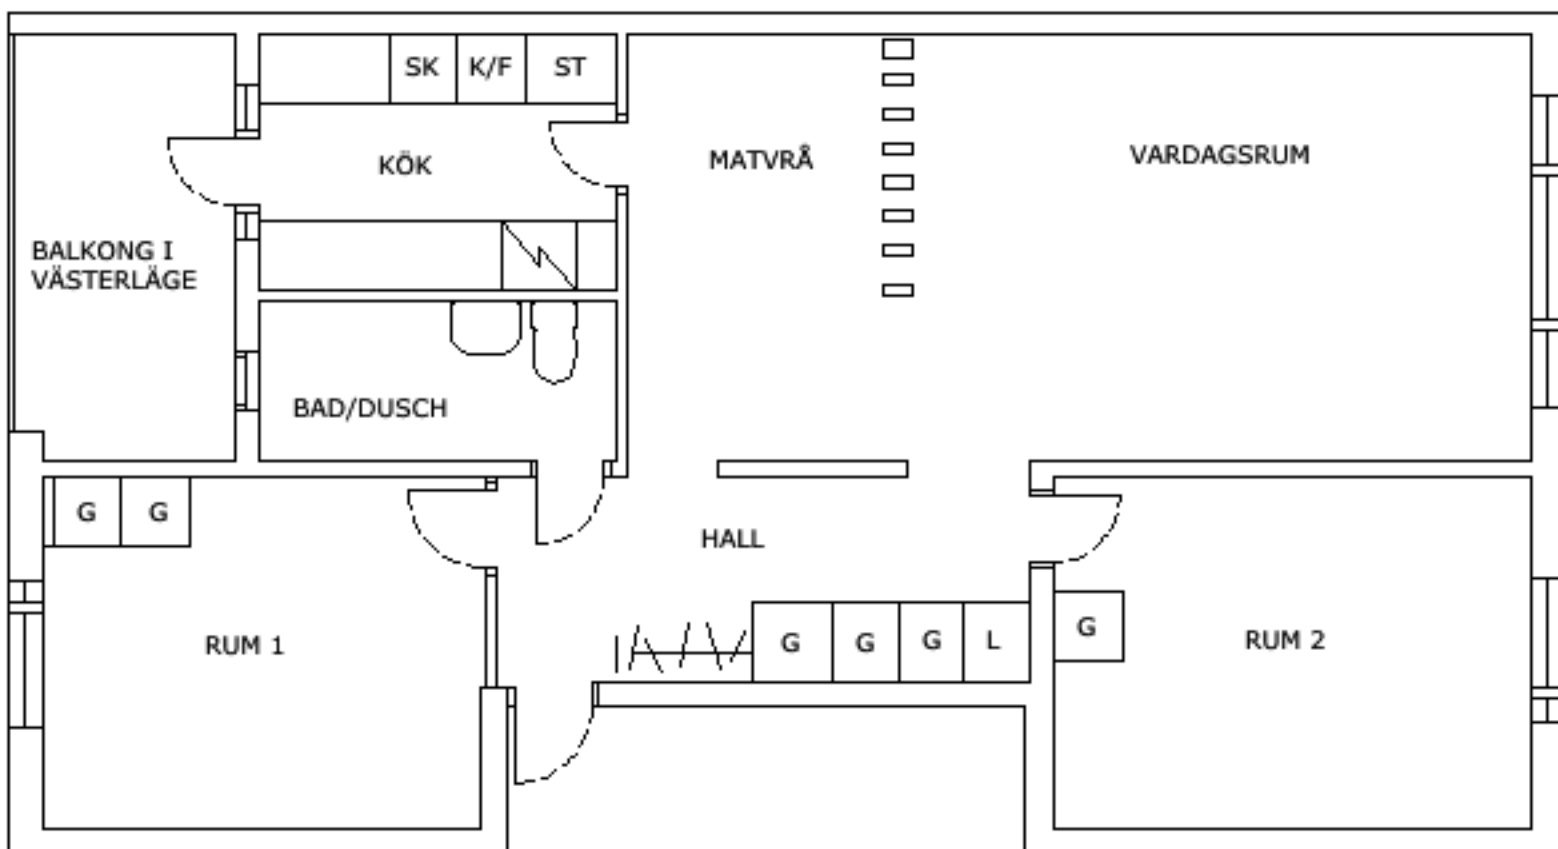 SK K/F ST
KÖK
MATVRÅ
VARDAGSRUM
BALKONG I
VÄSTERLÄGE
BAD/DUSCH
G G
HALL
RUM 1
G G G L
G
RUM 2